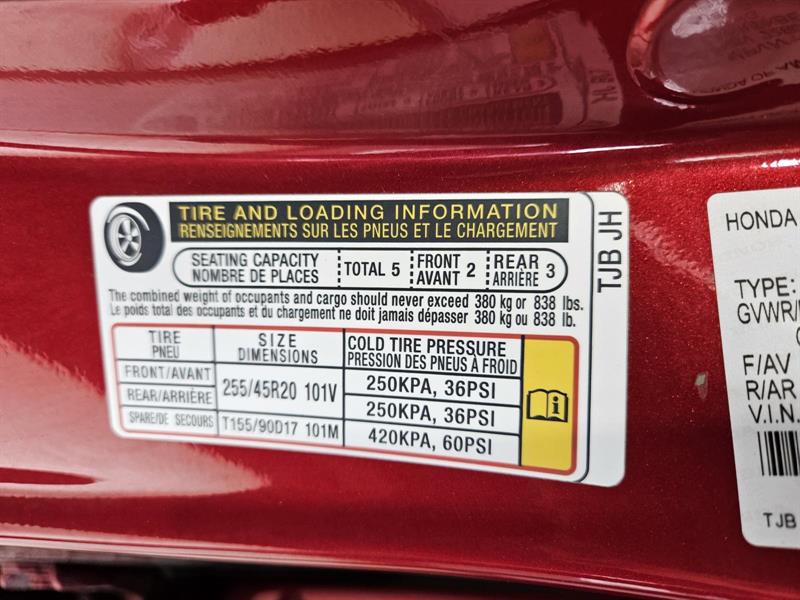 TIRE AND LOADING INFORMATION
RENSEIGNEMENTS SUR LES PNEUS ET LE CHARGEMENT
SEATING CAPACITY
NOMBRE DE PLACES
TOTAL 5
FRONT
AVANT 2
REAR
ARRIÈRE 3
The combined weight of occupants and cargo should never exceed 380 kg or 838 lbs.
Le poids total des occupants et du chargement ne doit jamais dépasser 380 kg ou 838 lb.
TIRE
PNEU
SIZE
DIMENSIONS
COLD TIRE PRESSURE
PRESSION DES PNEUS À FROID
FRONT/AVANT
255/45R20 101V
250KPA, 36PSI
REAR/ARRIÈRE
250KPA, 36PSI
SPARE/DE SECOURS
T155/90D17 101M
420KPA, 60PSI
TJB JH
HONDA
TYPE:
GVWR/
F/AV
R/AR
V.I.N.
TJB